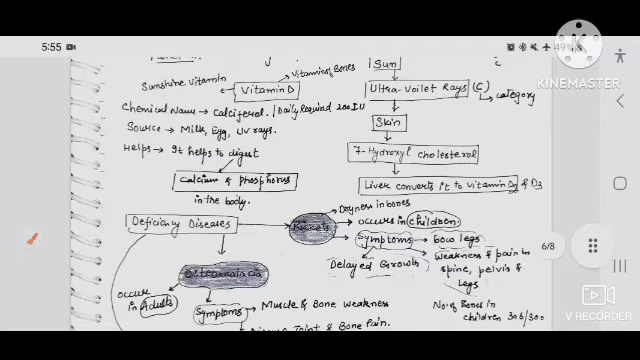 5:55
49%
KINEMASTER
Sunshine vitamin
Vitamin D
Vitamin of Bones
Chemical Name → Calciferol / Daily Required 200 I.U
Source → Milk, Egg, UV rays.
Helps → It helps to digest
Calcium & phosphorus
in the body.
Sun
Ultra-Voilet Rays (C)
category
Skin
7-Hydroxyl Cholesterol
Liver converts it to vitamin D2 & D3
Deficiency Diseases
Rickets
Dryness in bones
occurs in children
Symptoms → bow legs
Delayed Growth
Weakness & pain in
spine, pelvis &
Legs
6/8
Osteomalacia
occur
in Adults
Symptoms → Muscle & Bone weakness
Joint & Bone Pain.
No. of Bones in
children 306/300
V RECORDER